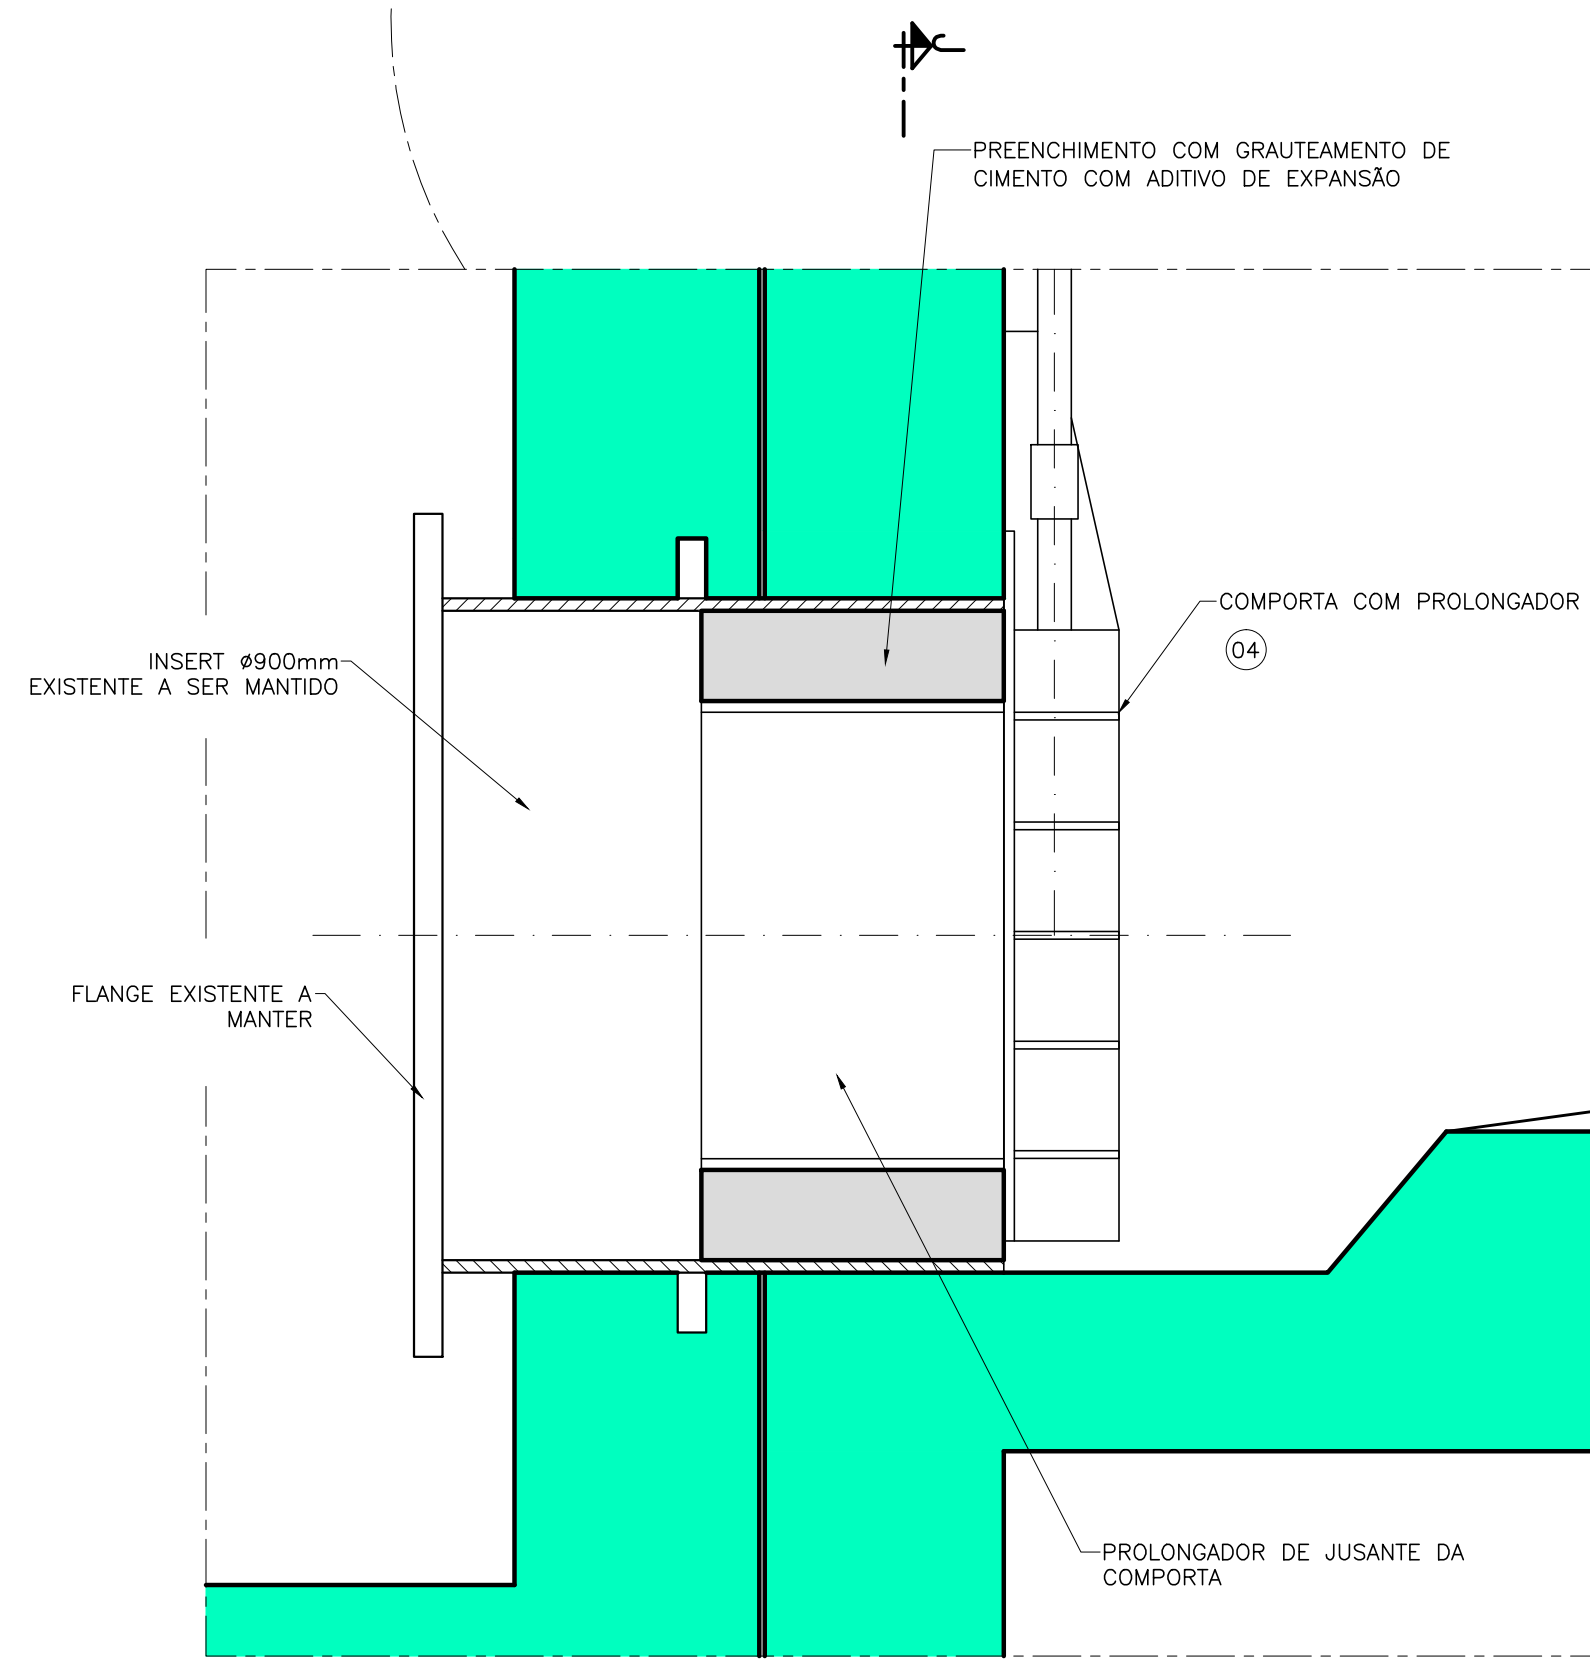 PREENCHIMENTO COM GRAUTEAMENTO DE
CIMENTO COM ADITIVO DE EXPANSÃO
COMPORTA COM PROLONGADOR
04
INSERT ø900mm
EXISTENTE A SER MANTIDO
FLANGE EXISTENTE A
MANTER
PROLONGADOR DE JUSANTE DA
COMPORTA